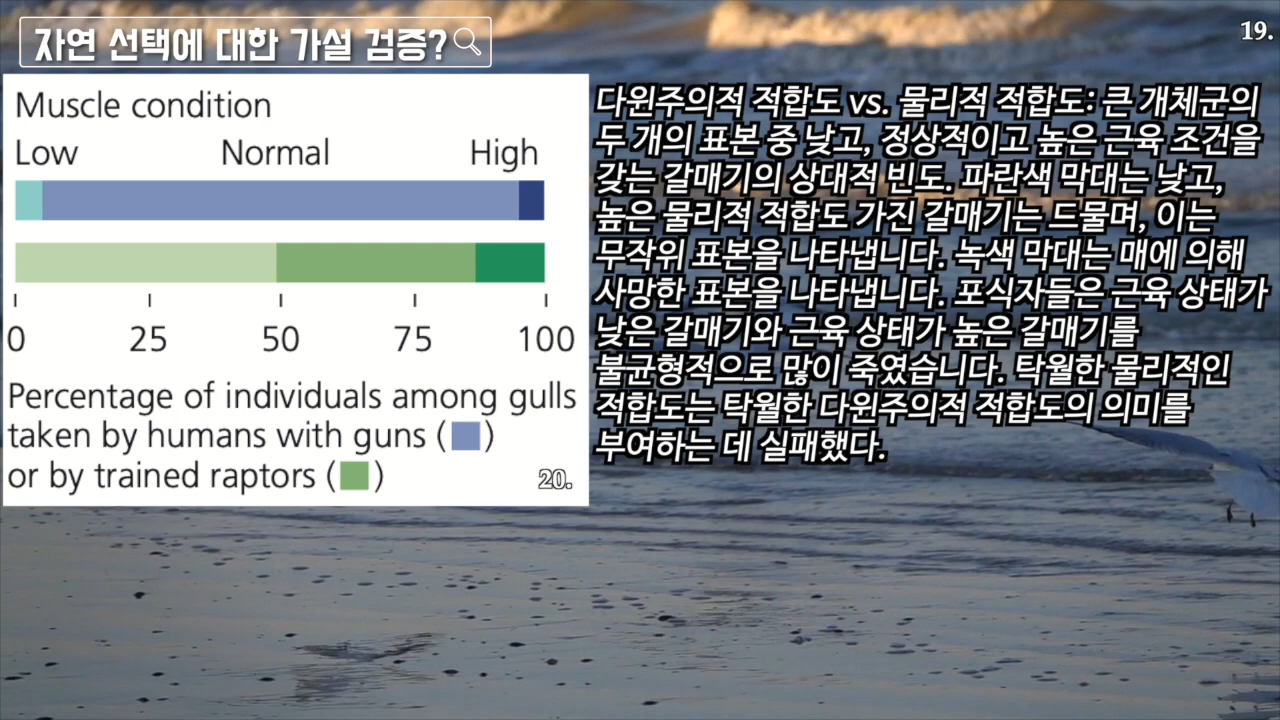 자연 선택에 대한 가설 검증?
19.
Muscle condition
Low Normal High
0 25 50 75 100
Percentage of individuals among gulls
taken by humans with guns ( )
or by trained raptors ( )
20.
다윈주의적 적합도 vs. 물리적 적합도: 큰 개체군의
두 개의 표본 중 낮고, 정상적이고 높은 근육 조건을
갖는 갈매기의 상대적 빈도. 파란색 막대는 낮고,
높은 물리적 적합도 가진 갈매기는 드물며, 이는
무작위 표본을 나타냅니다. 녹색 막대는 매에 의해
사망한 표본을 나타냅니다. 포식자들은 근육 상태가
낮은 갈매기와 근육 상태가 높은 갈매기를
불균형적으로 많이 죽였습니다. 탁월한 물리적인
적합도는 탁월한 다윈주의적 적합도의 의미를
부여하는 데 실패했다.